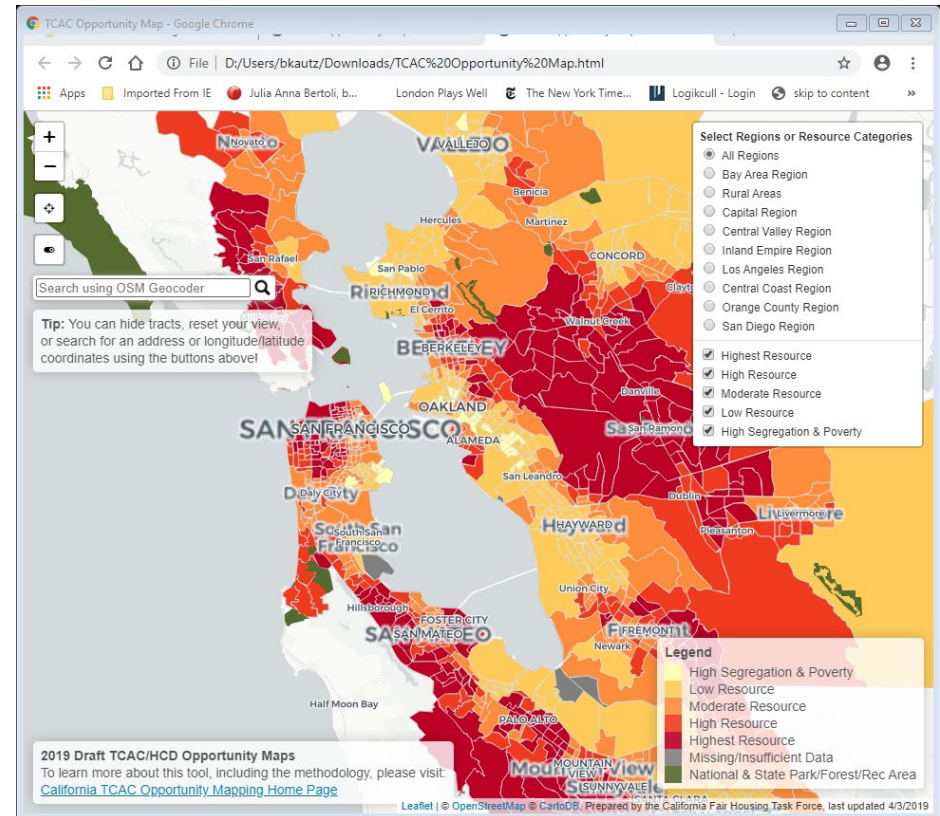 TCAC Opportunity Map - Google Chrome
File | D:/Users/bkautz/Downloads/TCAC%20Opportunity%20Map.html
Apps Imported From IE Julia Anna Bertoli, b... London Plays Well The New York Time... Logikcull - Login skip to content »
+
−
Search using OSM Geocoder
Tip: You can hide tracts, reset your view,
or search for an address or longitude/latitude
coordinates using the buttons above!
Select Regions or Resource Categories
All Regions
Bay Area Region
Rural Areas
Capital Region
Central Valley Region
Inland Empire Region
Los Angeles Region
Central Coast Region
Orange County Region
San Diego Region
Highest Resource
High Resource
Moderate Resource
Low Resource
High Segregation & Poverty
Novato
VALLEJO
Benicia
Hercules
Martinez
San Rafael
CONCORD
San Pablo
RICHMOND
El Cerrito
Walnut Creek
BERKELEY
Danville
OAKLAND
SAN FRANCISCO
San Ramon
ALAMEDA
San Leandro
Daly City
Dublin
Livermore
HAYWARD
South San
Francisco
Pleasanton
Union City
Hillsborough
FOSTER CITY
SAN MATEO
FREMONT
Newark
Half Moon Bay
PALO ALTO
MOUNTAIN
VIEW
Mountain View
SUNNYVALE
SANTA CLARA
Legend
High Segregation & Poverty
Low Resource
Moderate Resource
High Resource
Highest Resource
Missing/Insufficient Data
National & State Park/Forest/Rec Area
2019 Draft TCAC/HCD Opportunity Maps
To learn more about this tool, including the methodology, please visit:
California TCAC Opportunity Mapping Home Page
Leaflet | © OpenStreetMap © CartoDB, Prepared by the California Fair Housing Task Force, last updated 4/3/2019